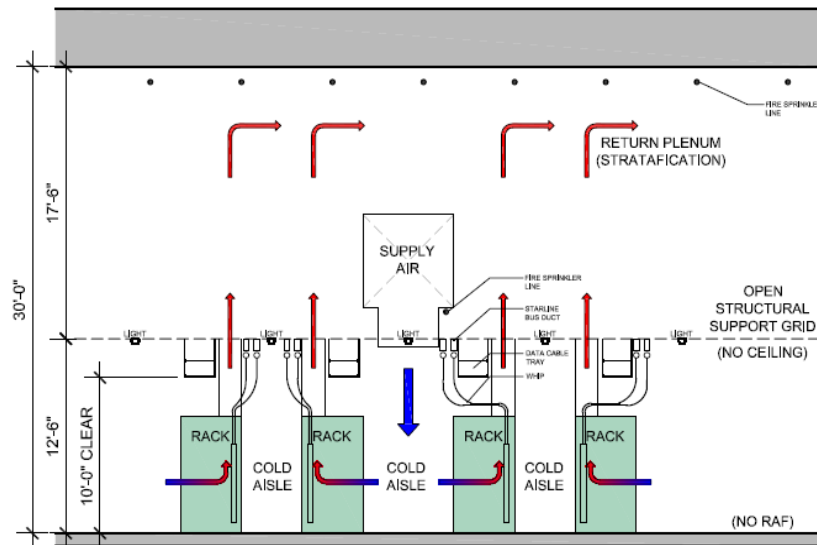 FIRE SPRINKLER
LINE
RETURN PLENUM
(STRATAFICATION)
17'-6"
30'-0"
SUPPLY
AIR
FIRE SPRINKLER
LINE
STARLINE
BUS DUCT
OPEN
STRUCTURAL
SUPPORT GRID
(NO CEILING)
LIGHT
LIGHT
LIGHT
LIGHT
LIGHT
DATA CABLE
TRAY
WHIP
12'-6"
10'-0" CLEAR
RACK
RACK
RACK
RACK
COLD
AISLE
COLD
AISLE
COLD
AISLE
(NO RAF)